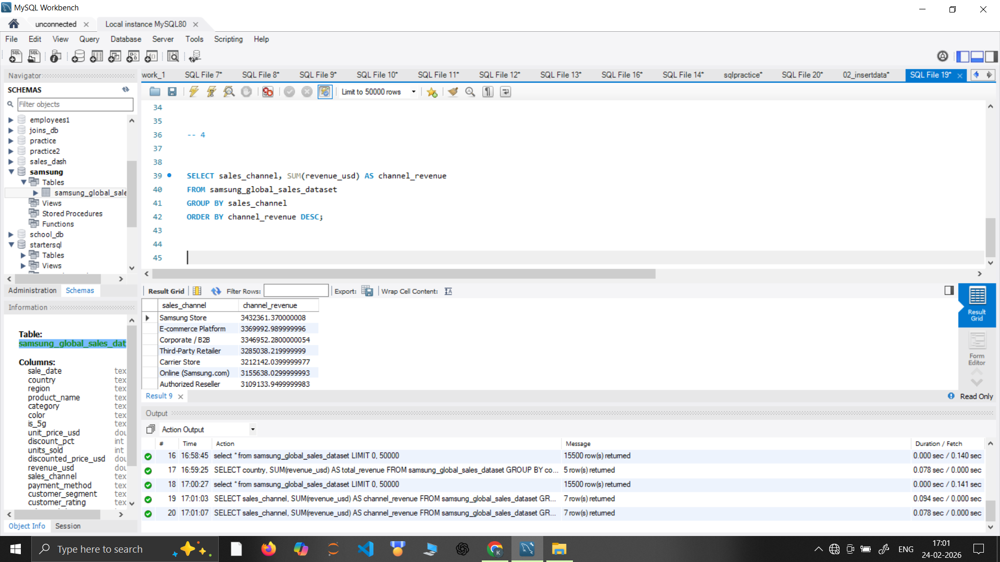 MySQL Workbench
unconnected
Local instance MySQL80
File Edit View Query Database Server Tools Scripting Help
Navigator
SCHEMAS
Filter objects
employees1
joins_db
practice
practice2
sales_dash
samsung
Tables
samsung_global_sale
Views
Stored Procedures
Functions
school_db
startersql
Tables
Views
Administration Schemas
Information
Table:
samsung_global_sales_dat
Columns:
sale_date tex
country tex
region tex
product_name tex
category tex
color tex
is_5g tex
unit_price_usd dou
discount_pct int
units_sold int
discounted_price_usd dou
revenue_usd dou
sales_channel tex
payment_method tex
customer_segment tex
customer_rating tex
Object Info Session
work_1 SQL File 7* SQL File 8* SQL File 9* SQL File 10* SQL File 11* SQL File 12* SQL File 13* SQL File 16* SQL File 14* sqlpractice* SQL File 20* 02_insertdata* SQL File 19*
Limit to 50000 rows
34
35
36 -- 4
37
38
39 SELECT sales_channel, SUM(revenue_usd) AS channel_revenue
40 FROM samsung_global_sales_dataset
41 GROUP BY sales_channel
42 ORDER BY channel_revenue DESC;
43
44
45
Result Grid Filter Rows: Export: Wrap Cell Content:
sales_channel channel_revenue
Samsung Store 3432361.370000008
E-commerce Platform 3369992.989999996
Corporate / B2B 3346952.2800000054
Third-Party Retailer 3285038.219999999
Carrier Store 3212142.0399999977
Online (Samsung.com) 3155638.0299999993
Authorized Reseller 3109133.9499999983
Result Grid
Form Editor
Result 9
Read Only
Output
Action Output
# Time Action Message Duration / Fetch
16 16:58:45 select * from samsung_global_sales_dataset LIMIT 0, 50000 15500 row(s) returned 0.000 sec / 0.140 sec
17 16:59:25 SELECT country, SUM(revenue_usd) AS total_revenue FROM samsung_global_sales_dataset GROUP BY co... 5 row(s) returned 0.078 sec / 0.000 sec
18 17:00:27 select * from samsung_global_sales_dataset LIMIT 0, 50000 15500 row(s) returned 0.000 sec / 0.141 sec
19 17:01:03 SELECT sales_channel, SUM(revenue_usd) AS channel_revenue FROM samsung_global_sales_dataset GR... 7 row(s) returned 0.094 sec / 0.000 sec
20 17:01:07 SELECT sales_channel, SUM(revenue_usd) AS channel_revenue FROM samsung_global_sales_dataset GR... 7 row(s) returned 0.078 sec / 0.000 sec
Type here to search
ENG
17:01
24-02-2026